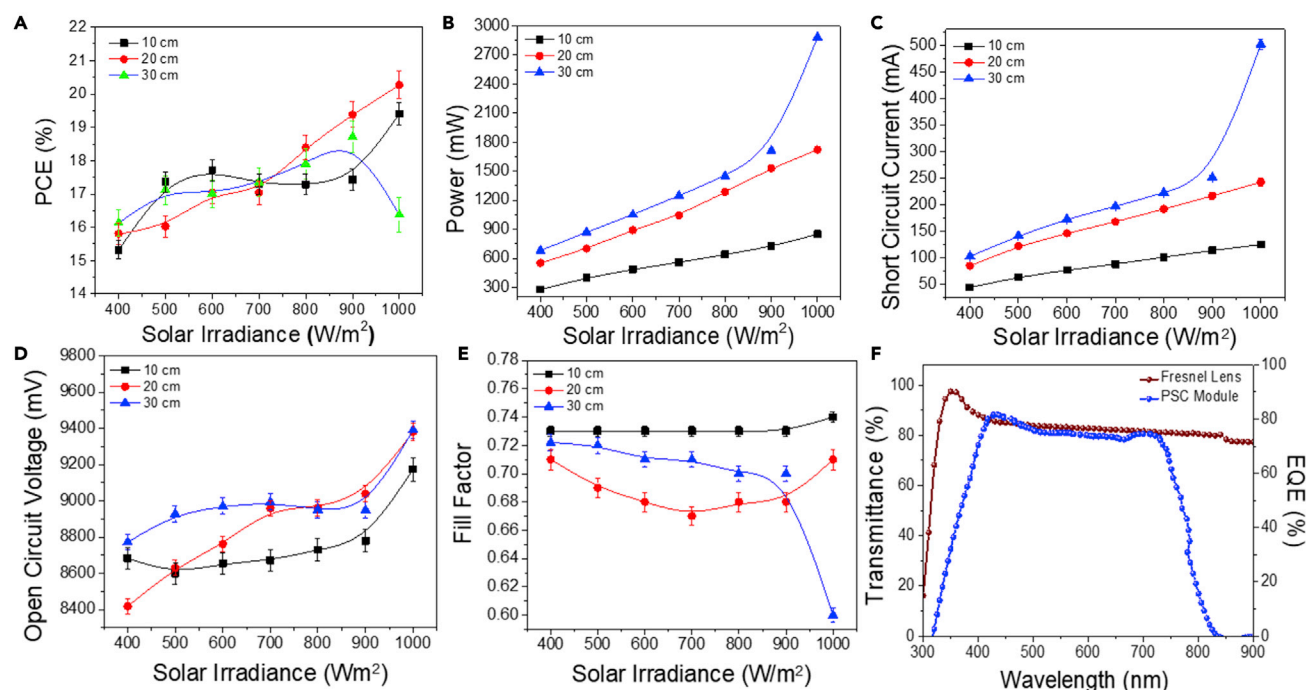 A
10 cm
20 cm
30 cm
22
21
20
19
18
17
16
15
14
PCE (%)
400 500 600 700 800 900 1000
Solar Irradiance (W/m²)
B
10 cm
20 cm
30 cm
3000
2700
2400
2100
1800
1500
1200
900
600
300
Power (mW)
400 500 600 700 800 900 1000
Solar Irradiance (W/m²)
C
10 cm
20 cm
30 cm
500
450
400
350
300
250
200
150
100
50
Short Circuit Current (mA)
400 500 600 700 800 900 1000
Solar Irradiance (W/m²)
D
10 cm
20 cm
30 cm
9800
9600
9400
9200
9000
8800
8600
8400
Open Circuit Voltage (mV)
400 500 600 700 800 900 1000
Solar Irradiance (Wm²)
E
10 cm
20 cm
30 cm
0.78
0.76
0.74
0.72
0.70
0.68
0.66
0.64
0.62
0.60
Fill Factor
400 500 600 700 800 900 1000
Solar Irradiance (W/m²)
F
Fresnel Lens
PSC Module
100
80
60
40
20
0
Transmittance (%)
100
80
60
40
20
0
EQE (%)
300 400 500 600 700 800 900
Wavelength (nm)